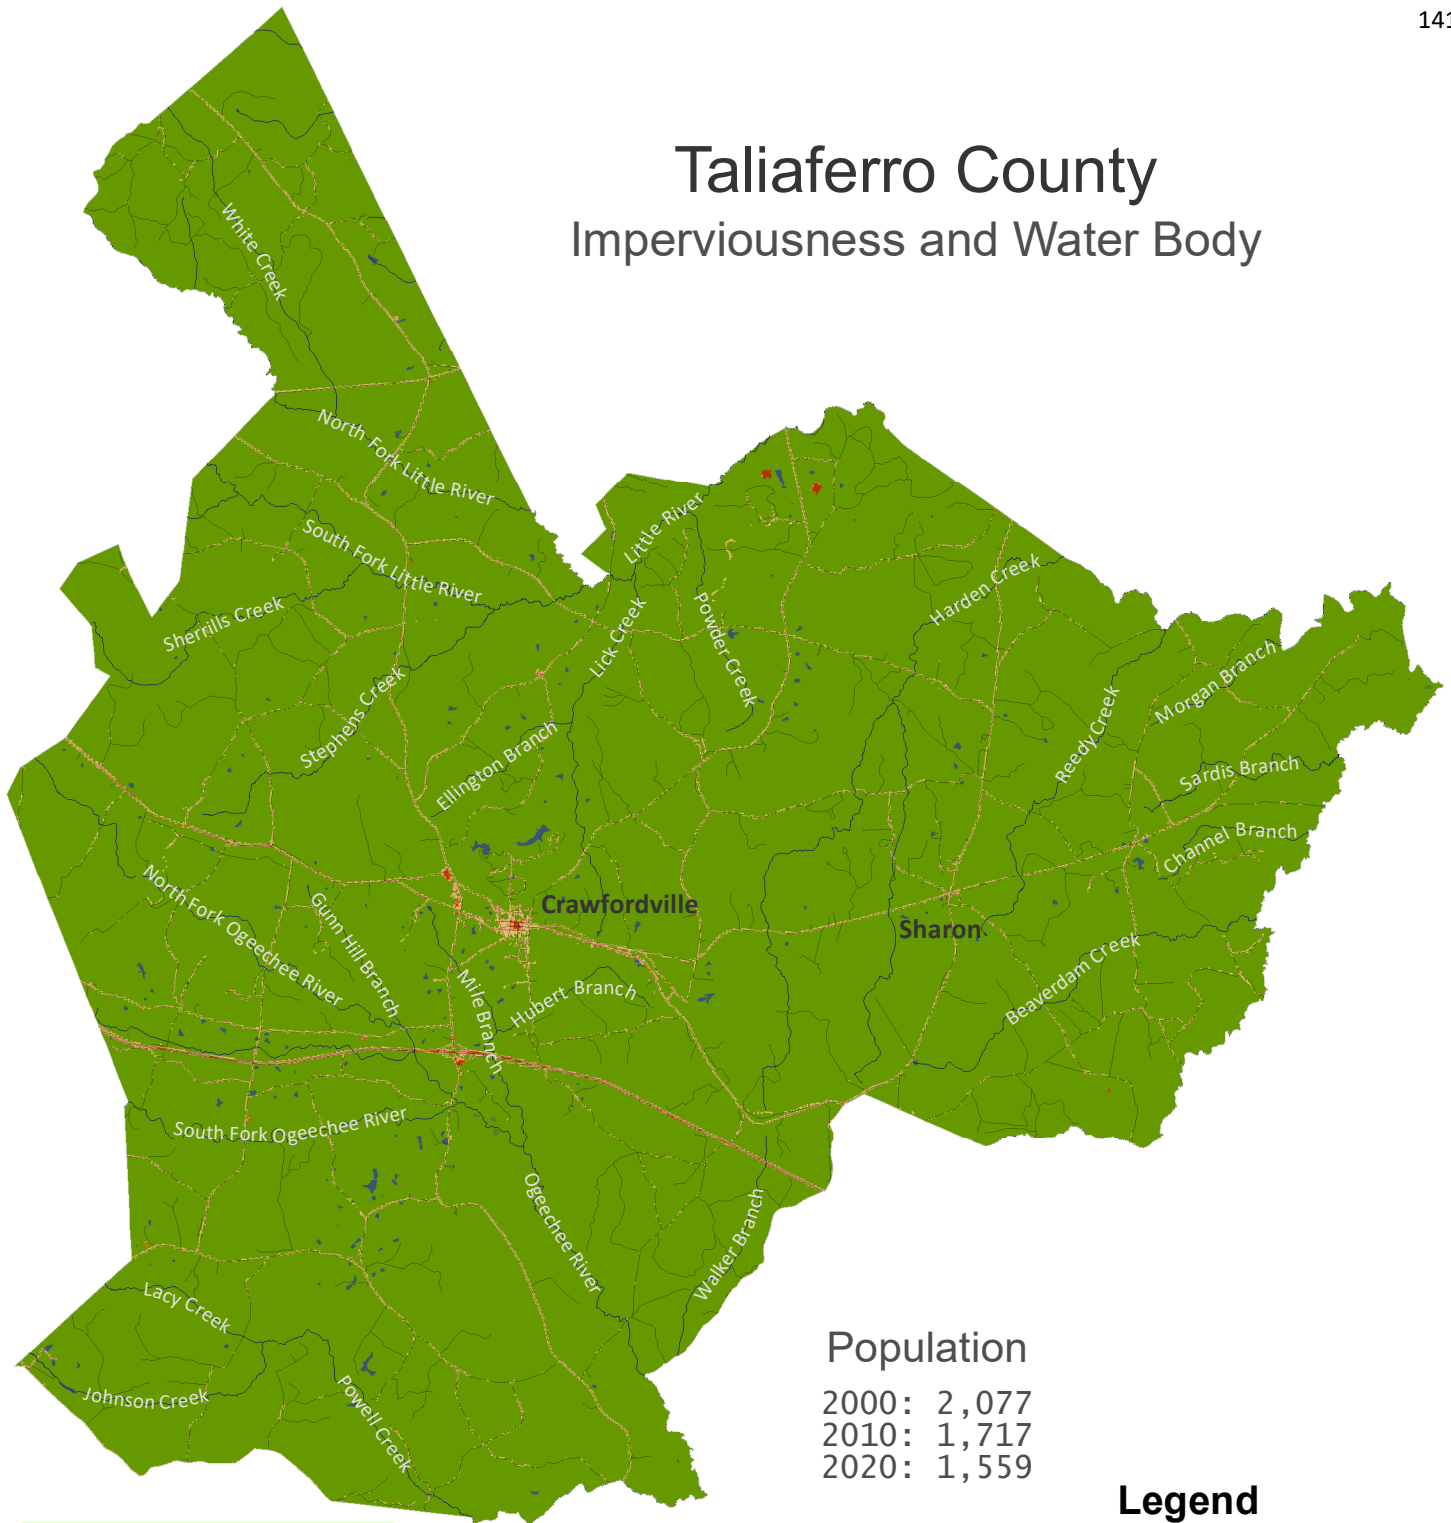 141
Taliaferro County
Imperviousness and Water Body
White Creek
North Fork Little River
South Fork Little River
Little River
Sherrills Creek
Lick Creek
Powder Creek
Harden Creek
Stephens Creek
Ellington Branch
Reedy Creek
Morgan Branch
Sardis Branch
Channel Branch
Crawfordville
Sharon
North Fork Ogeechee River
Gunn Hill Branch
Mile Branch
Hubert Branch
Beaverdam Creek
South Fork Ogeechee River
Ogeechee River
Walker Branch
Lacy Creek
Johnson Creek
Powell Creek
Population
2000: 2,077
2010: 1,717
2020: 1,559
Legend